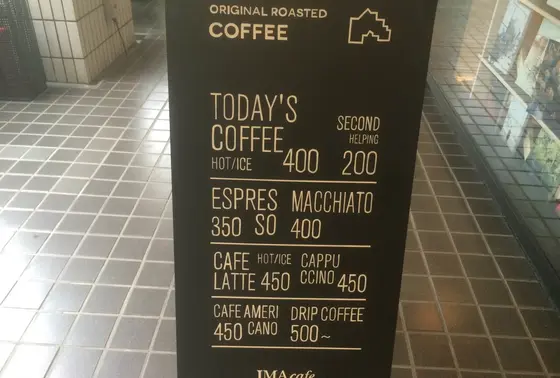 ORIGINAL ROASTED
COFFEE
TODAY'S
COFFEE
HOT/ICE 400
SECOND
HELPING
200
ESPRES
350 SO
MACCHIATO
400
CAFE HOT/ICE
LATTE 450
CAPPU
CCINO 450
CAFE AMERI
450 CANO
DRIP COFFEE
500~
IMA cafe